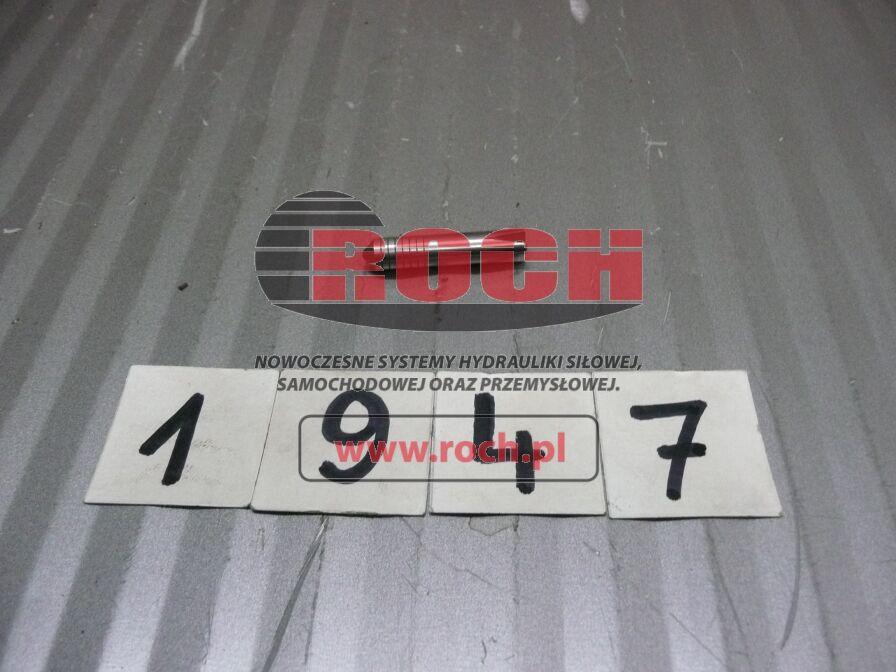 ROCH
NOWOCZESNE SYSTEMY HYDRAULIKI SIŁOWEJ,
SAMOCHODOWEJ ORAZ PRZEMYSŁOWEJ.
1 9 4 7
www.roch.pl